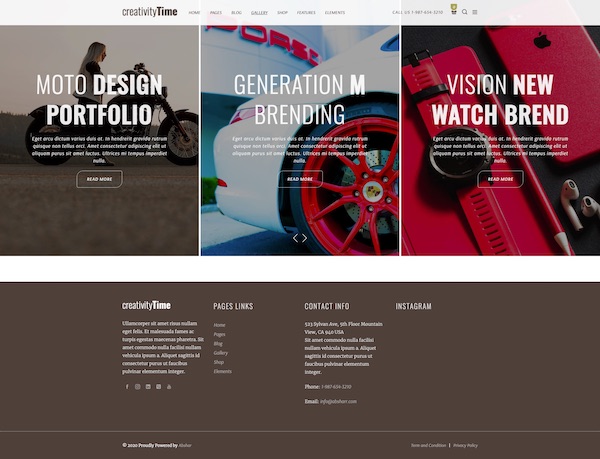 creativityTime
HOME PAGES BLOG GALLERY SHOP FEATURES ELEMENTS
CALL US 1-987-654-3210
PORSCHE
MOTO DESIGN
PORTFOLIO
Eget arcu dictum varius duis at. In hendrerit gravida rutrum
quisque non tellus orci. Amet consectetur adipiscing elit ut
aliquam purus sit amet luctus. Ultrices mi tempus imperdiet
nulla.
READ MORE
GENERATION M
BRENDING
Eget arcu dictum varius duis at. In hendrerit gravida rutrum
quisque non tellus orci. Amet consectetur adipiscing elit ut
aliquam purus sit amet luctus. Ultrices mi tempus imperdiet
nulla.
READ MORE
VISION NEW
WATCH BREND
Eget arcu dictum varius duis at. In hendrerit gravida rutrum
quisque non tellus orci. Amet consectetur adipiscing elit ut
aliquam purus sit amet luctus. Ultrices mi tempus imperdiet
nulla.
READ MORE
creativityTime
Ullamcorper sit amet risus nullam
eget felis. Et malesuada fames ac
turpis egestas maecenas pharetra. Sit
amet commodo nulla facilisi nullam
vehicula ipsum a. Aliquet sagittis id
consectetur purus ut faucibus
pulvinar elementum integer.
PAGES LINKS
Home
Pages
Blog
Gallery
Shop
Elements
CONTACT INFO
523 Sylvan Ave, 5th Floor Mountain
View, CA 940 USA
Sit amet commodo nulla facilisi
nullam vehicula ipsum a. Aliquet
sagittis id consectetur purus ut
faucibus pulvinar elementum
integer.
Phone: 1-987-654-3210
INSTAGRAM
© 2020 Proudly Powered by
Term and Condition | Privacy Policy